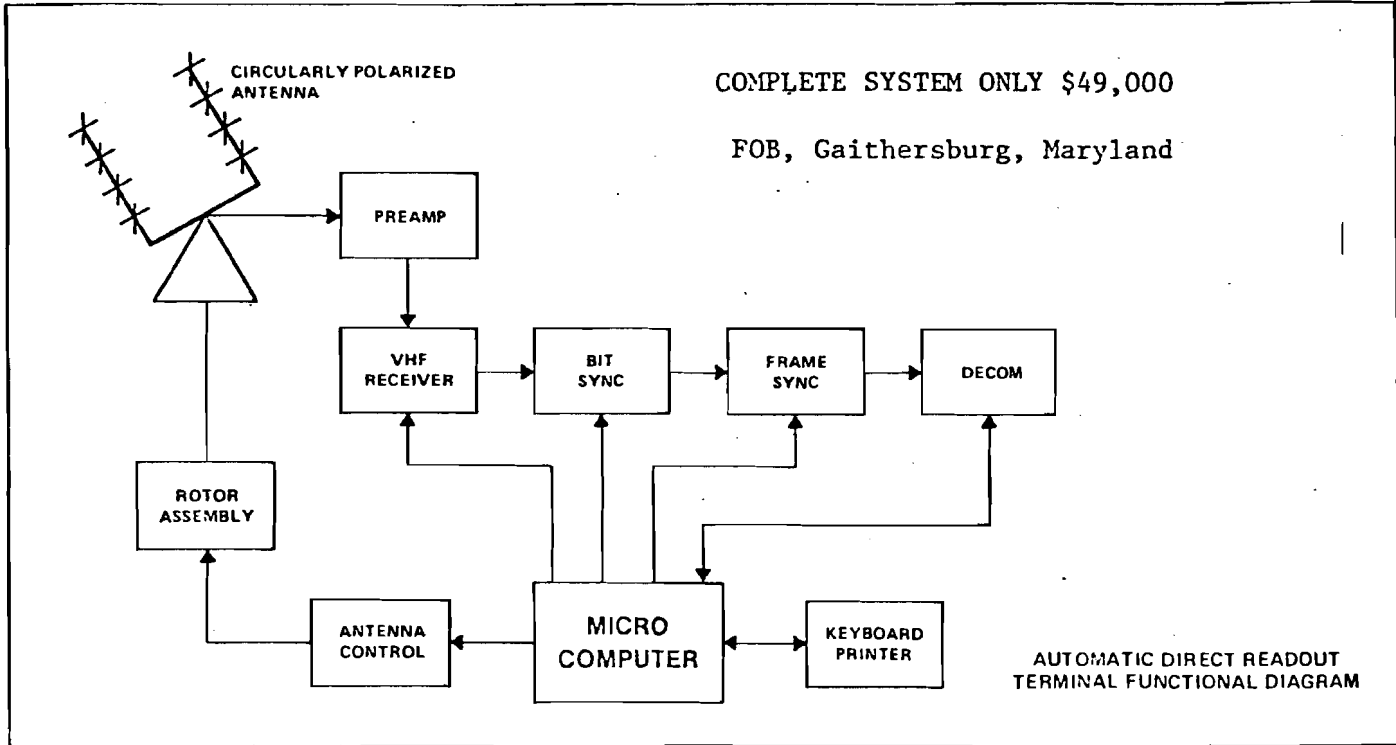 CIRCULARLY POLARIZED
ANTENNA
COMPLETE SYSTEM ONLY $49,000
FOB, Gaithersburg, Maryland
PREAMP
VHF
RECEIVER
BIT
SYNC
FRAME
SYNC
DECOM
ROTOR
ASSEMBLY
ANTENNA
CONTROL
MICRO
COMPUTER
KEYBOARD
PRINTER
AUTOMATIC DIRECT READOUT
TERMINAL FUNCTIONAL DIAGRAM